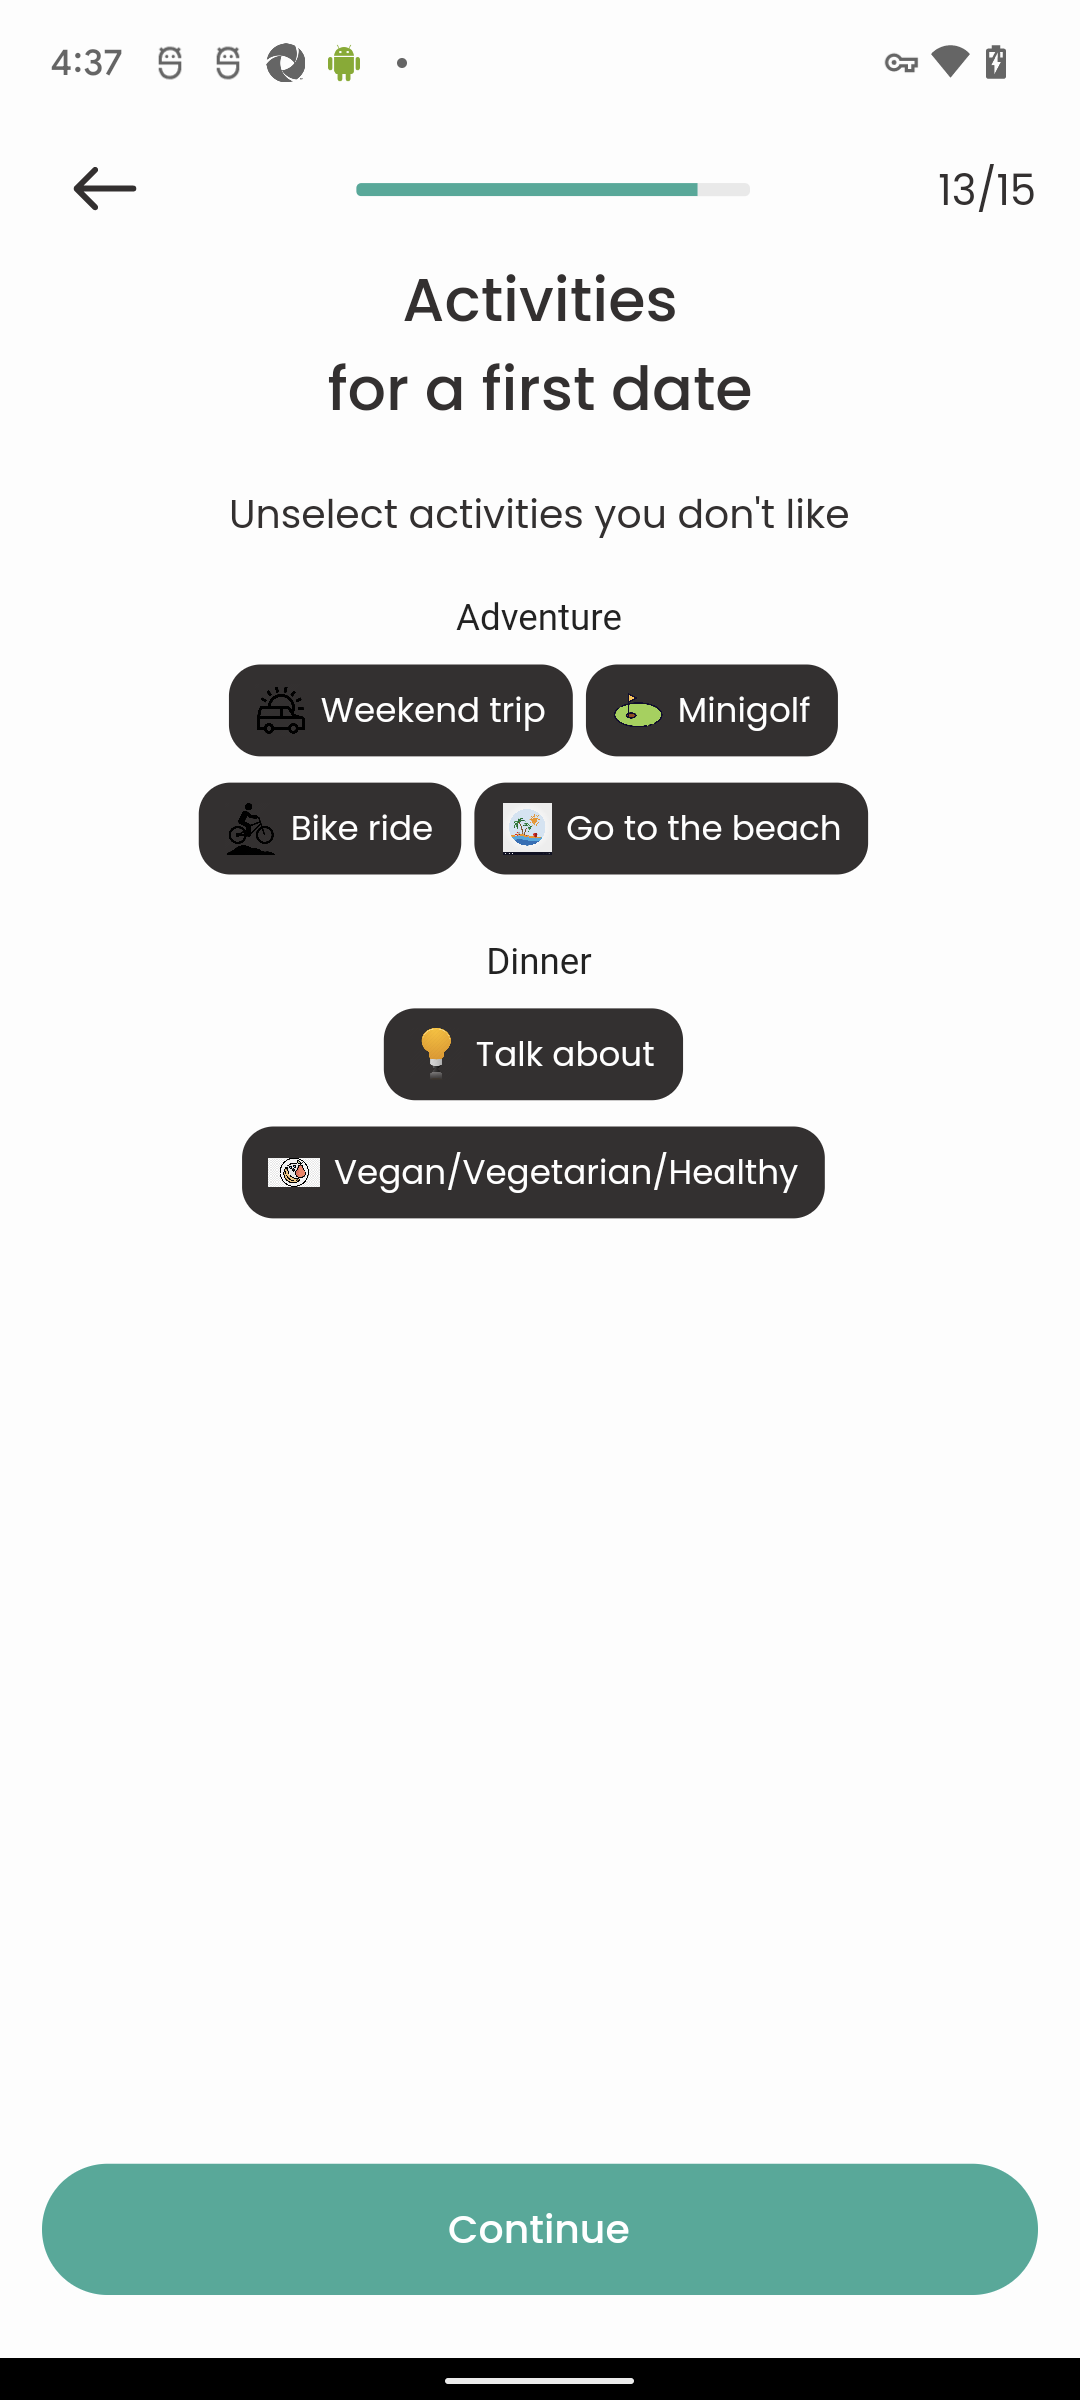 4:37
13/15
Activities
for a first date
Unselect activities you don't like
Adventure
Weekend trip
Minigolf
Bike ride
Go to the beach
Dinner
Talk about
Vegan/Vegetarian/Healthy
Continue